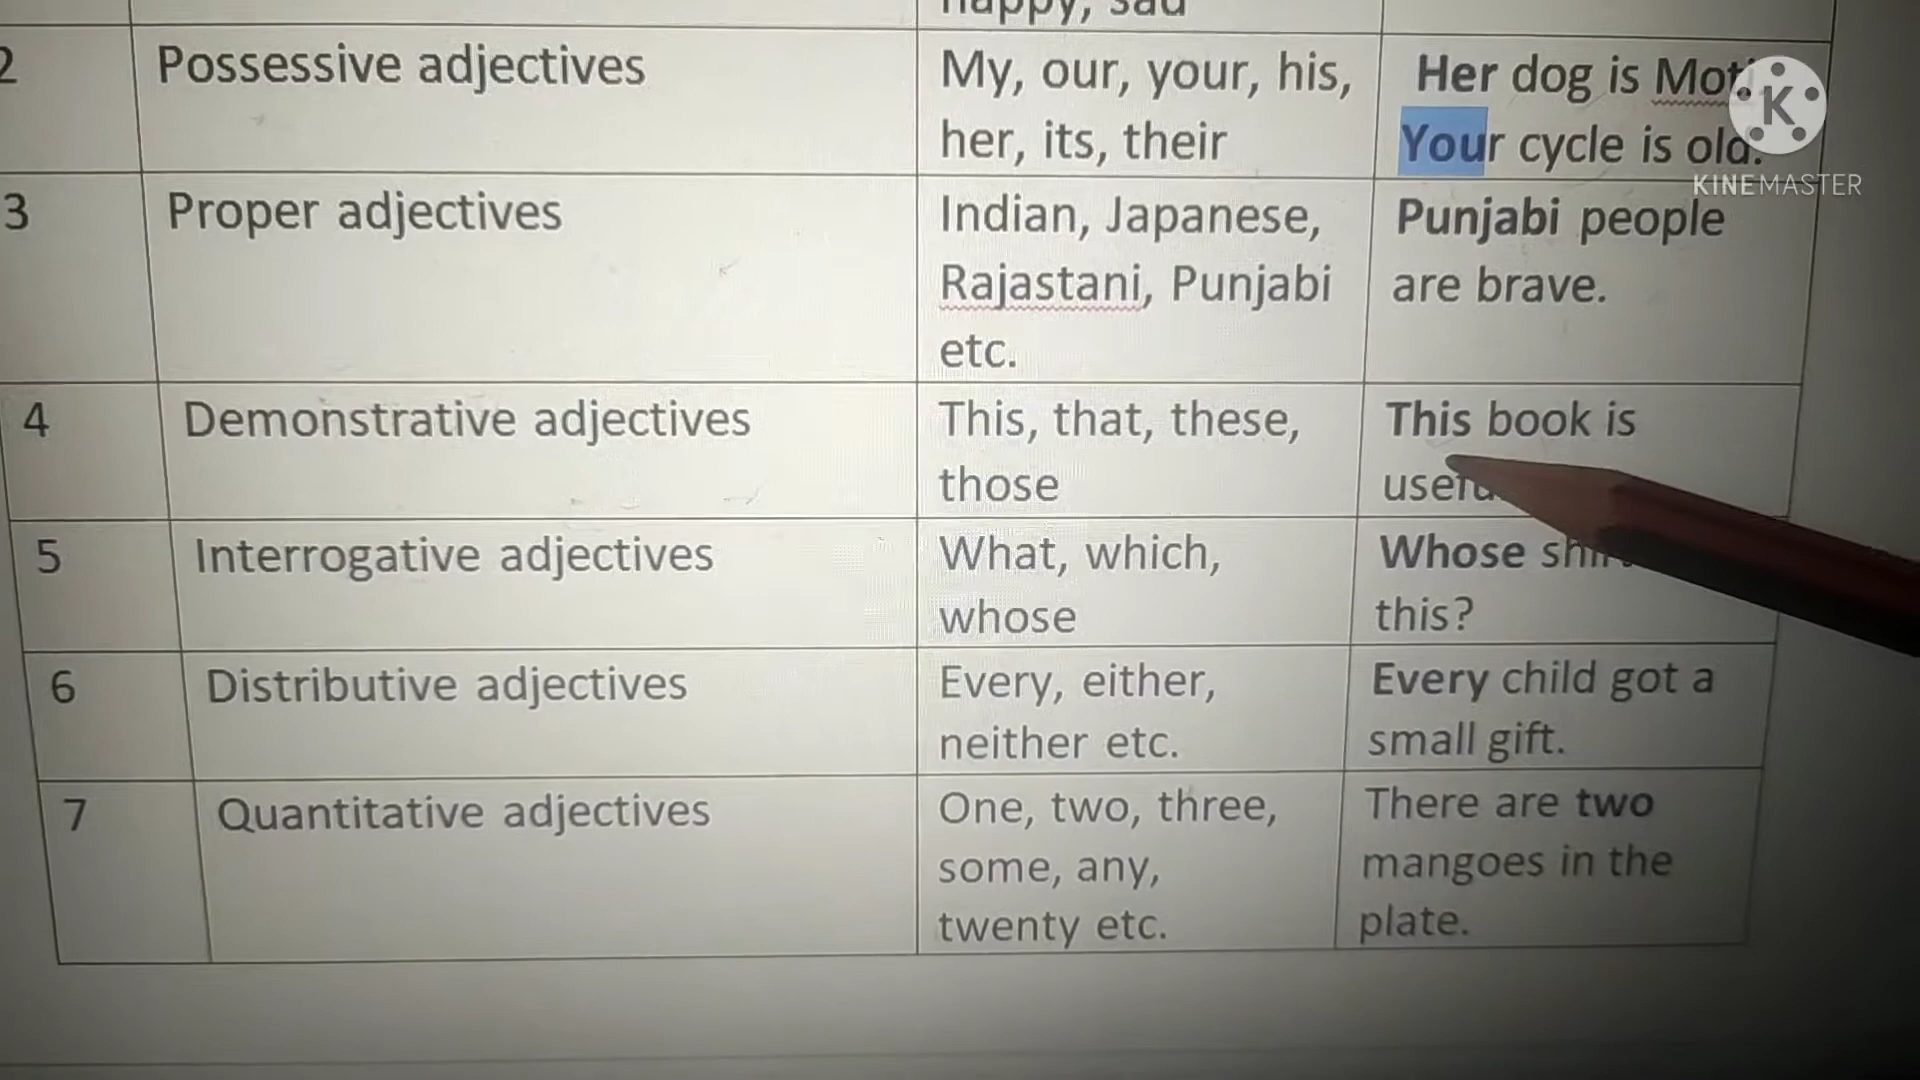 happy, sad
2 Possessive adjectives My, our, your, his, Her dog is Moti.
her, its, their Your cycle is old.
KINEMASTER
3 Proper adjectives Indian, Japanese, Punjabi people
Rajastani, Punjabi are brave.
etc.
4 Demonstrative adjectives This, that, these, This book is
those
5 Interrogative adjectives What, which, Whose
whose this?
6 Distributive adjectives Every, either, Every child got a
neither etc. small gift.
7 Quantitative adjectives One, two, three, There are two
some, any, mangoes in the
twenty etc. plate.